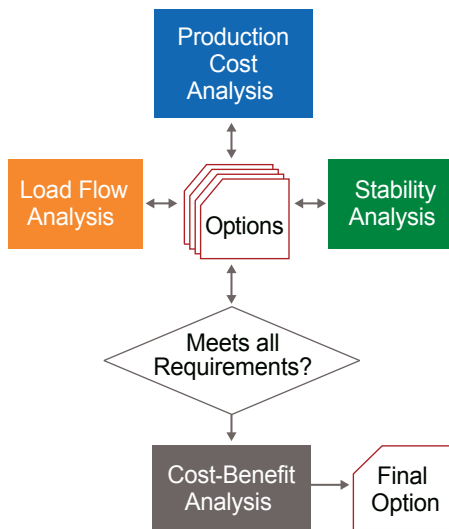 Production
Cost
Analysis
Load Flow
Analysis
Options
Stability
Analysis
Meets all
Requirements?
Cost-Benefit
Analysis
Final
Option